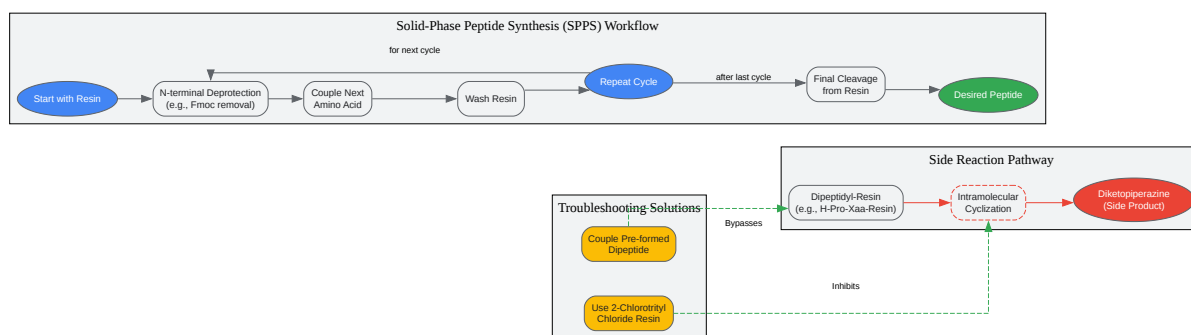 Solid-Phase Peptide Synthesis (SPPS) Workflow
for next cycle
Start with Resin
N-terminal Deprotection
(e.g., Fmoc removal)
Couple Next
Amino Acid
Wash Resin
Repeat Cycle
after last cycle
Final Cleavage
from Resin
Desired Peptide
Side Reaction Pathway
Dipeptidyl-Resin
(e.g., H-Pro-Xaa-Resin)
Intramolecular
Cyclization
Diketopiperazine
(Side Product)
Troubleshooting Solutions
Bypasses
Couple Pre-formed
Dipeptide
Inhibits
Use 2-Chlorotrityl
Chloride Resin